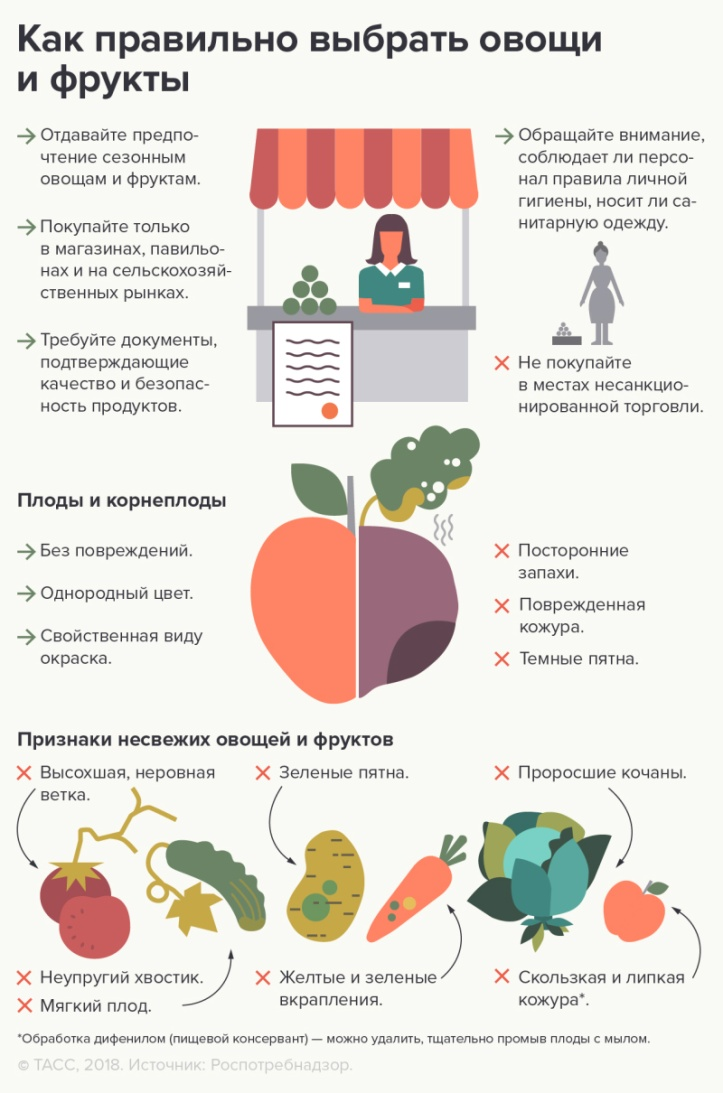 Как правильно выбрать овощи
и фрукты
Отдавайте предпо-
чтение сезонным
овощам и фруктам.
Покупайте только
в магазинах, павильо-
нах и на сельскохозяй-
ственных рынках.
Требуйте документы,
подтверждающие
качество и безопас-
ность продуктов.
Обращайте внимание,
соблюдает ли персо-
нал правила личной
гигиены, носит ли са-
нитарную одежду.
Не покупайте
в местах несанкцио-
нированной торговли.
Плоды и корнеплоды
Без повреждений.
Однородный цвет.
Свойственная виду
окраска.
Посторонние
запахи.
Поврежденная
кожура.
Темные пятна.
Признаки несвежих овощей и фруктов
Высохшая, неровная
ветка.
Зеленые пятна.
Проросшие кочаны.
Неупругий хвостик.
Мягкий плод.
Желтые и зеленые
вкрапления.
Скользкая и липкая
кожура*.
*Обработка дифенилом (пищевой консервант) — можно удалить, тщательно промыв плоды с мылом.
© ТАСС, 2018. Источник: Роспотребнадзор.